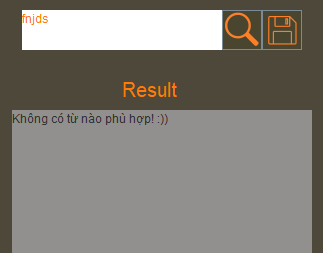 fnjds
Result
Không có từ nào phù hợp! :))